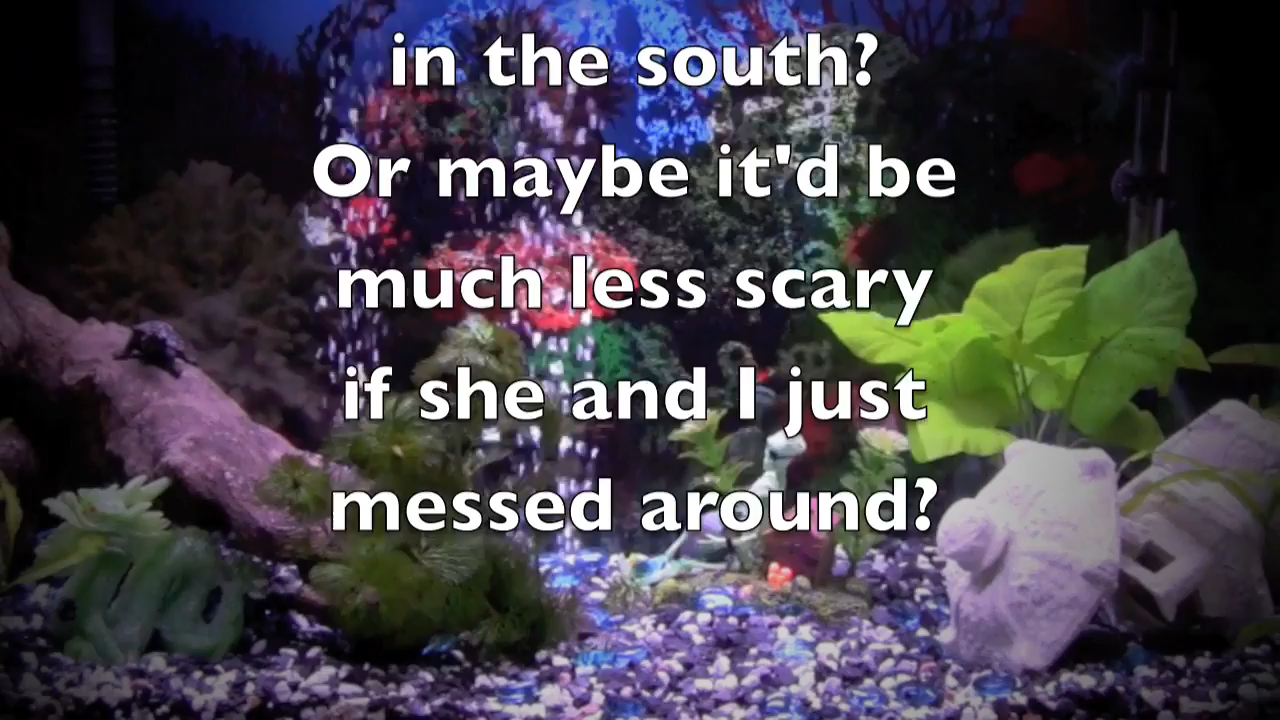 in the south?
Or maybe it'd be
much less scary
if she and I just
messed around?